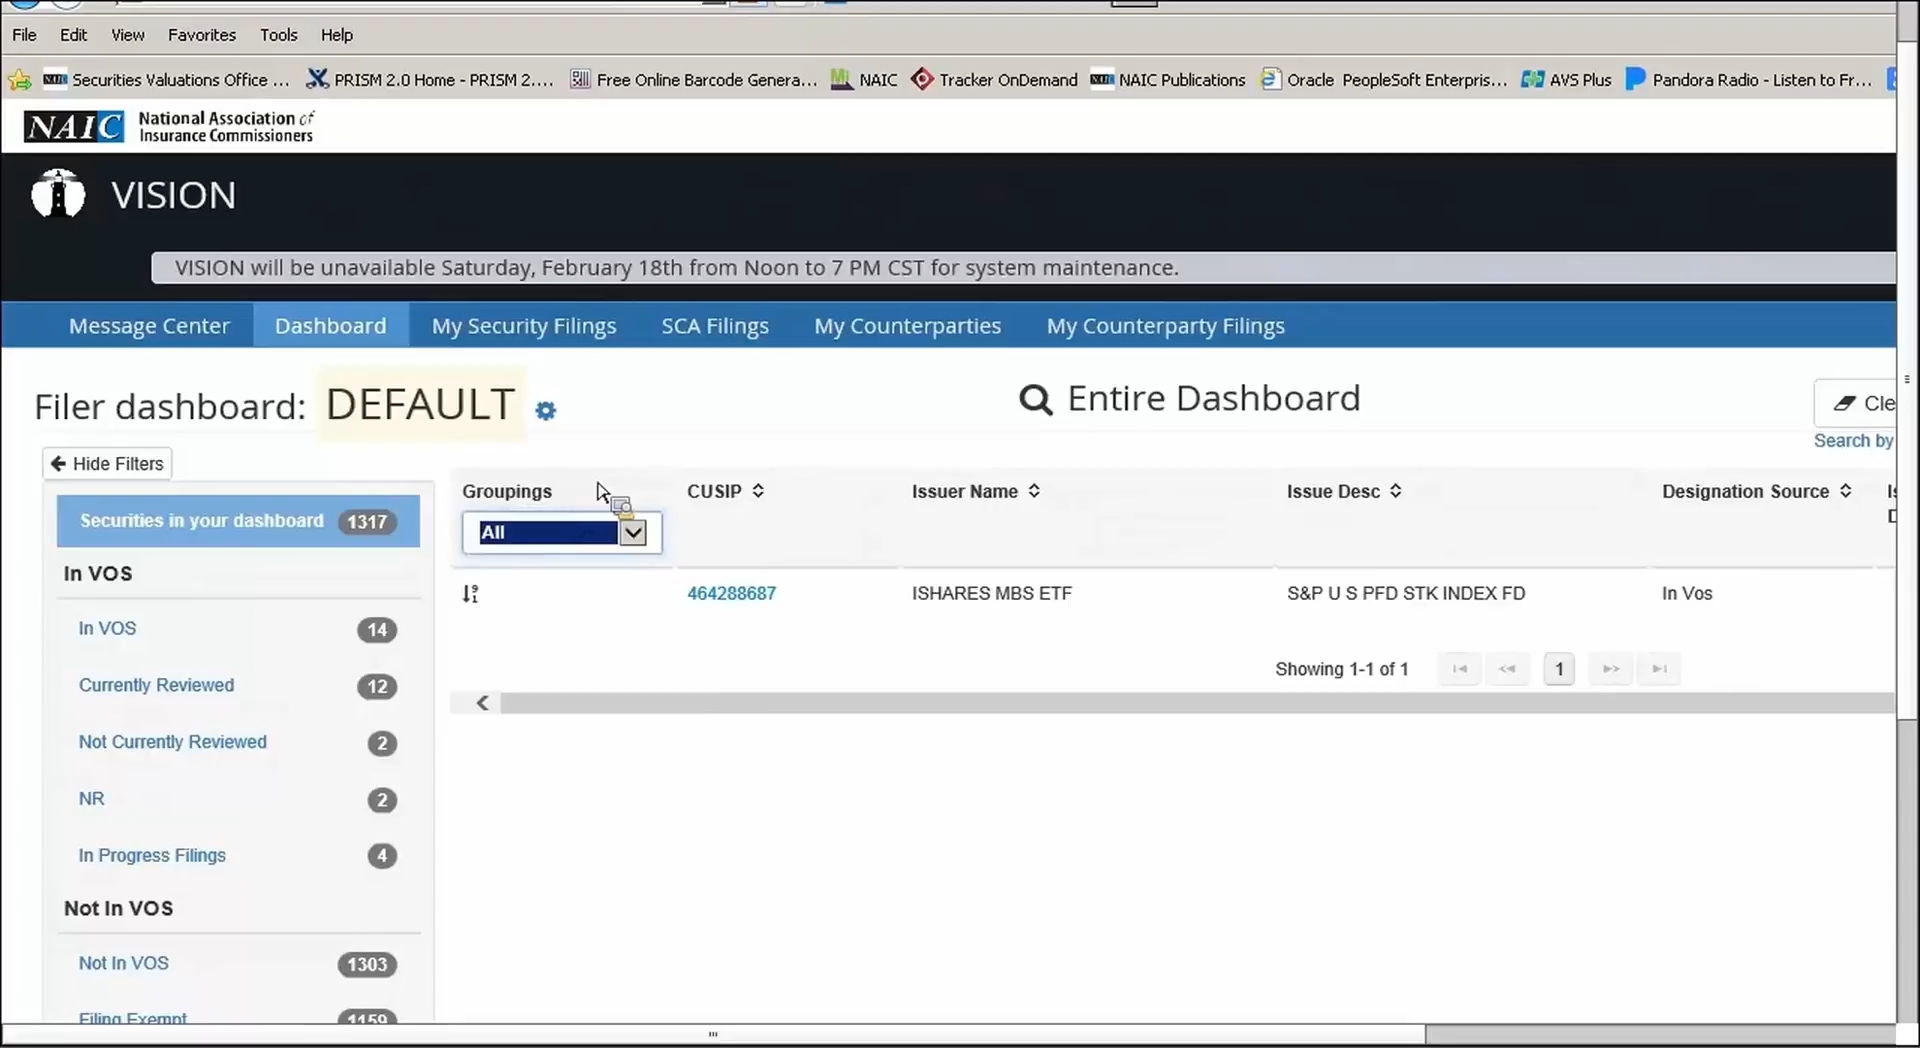 File Edit View Favorites Tools Help
Securities Valuations Office ... PRISM 2.0 Home - PRISM 2.... Free Online Barcode Genera... NAIC Tracker OnDemand NAIC Publications Oracle PeopleSoft Enterpris... AVS Plus Pandora Radio - Listen to Fr...
NAIC National Association of
Insurance Commissioners
VISION
VISION will be unavailable Saturday, February 18th from Noon to 7 PM CST for system maintenance.
Message Center Dashboard My Security Filings SCA Filings My Counterparties My Counterparty Filings
Filer dashboard: DEFAULT Entire Dashboard Cle
Search by
Hide Filters
Groupings CUSIP Issuer Name Issue Desc Designation Source
All
Securities in your dashboard 1317
In VOS
464288687 ISHARES MBS ETF S&P U S PFD STK INDEX FD In Vos
In VOS 14
Showing 1-1 of 1 1
Currently Reviewed 12
Not Currently Reviewed 2
NR 2
In Progress Filings 4
Not In VOS
Not In VOS 1303
Filing Exempt 1159